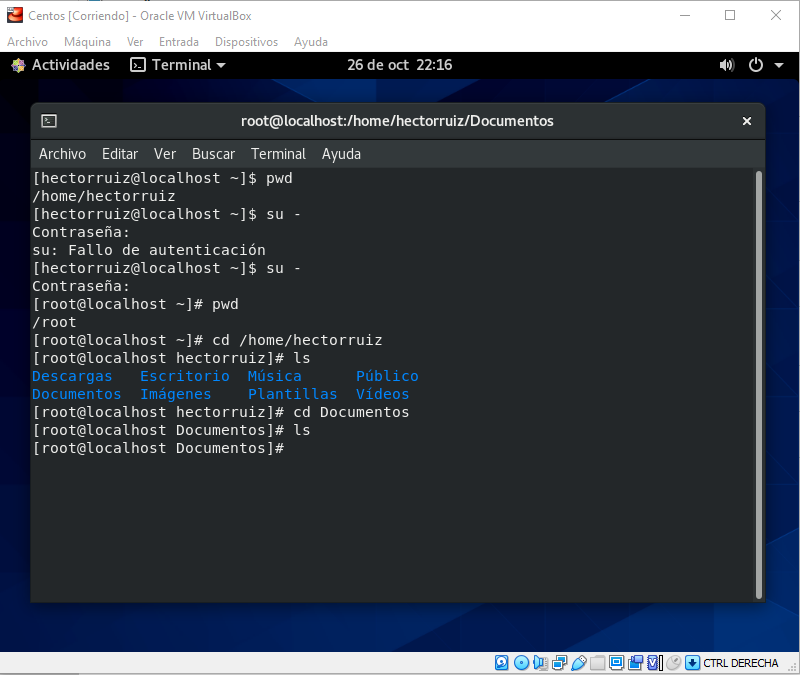 Centos [Corriendo] - Oracle VM VirtualBox
Archivo Máquina Ver Entrada Dispositivos Ayuda
Actividades Terminal 26 de oct 22:16
root@localhost:/home/hectorruiz/Documentos
Archivo Editar Ver Buscar Terminal Ayuda
[hectorruiz@localhost ~]$ pwd
/home/hectorruiz
[hectorruiz@localhost ~]$ su -
Contraseña:
su: Fallo de autenticación
[hectorruiz@localhost ~]$ su -
Contraseña:
[root@localhost ~]# pwd
/root
[root@localhost ~]# cd /home/hectorruiz
[root@localhost hectorruiz]# ls
Descargas Escritorio Música Público
Documentos Imágenes Plantillas Vídeos
[root@localhost hectorruiz]# cd Documentos
[root@localhost Documentos]# ls
[root@localhost Documentos]#
CTRL DERECHA